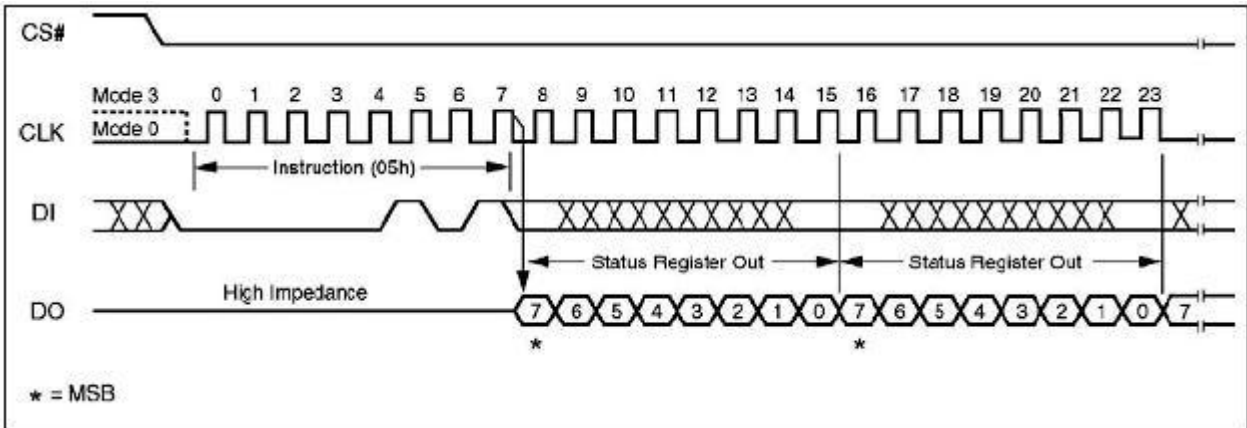 CS#
Mode 3 0 1 2 3 4 5 6 7 8 9 10 11 12 13 14 15 16 17 18 19 20 21 22 23
CLK Mode 0
Instruction (05h)
DI
Status Register Out Status Register Out
High Impedance
DO 7 6 5 4 3 2 1 0 7 6 5 4 3 2 1 0 7
* *
* = MSB